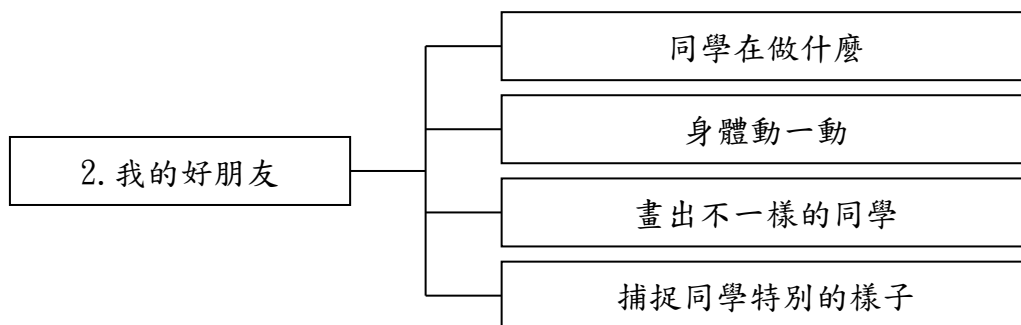 同學在做什麼
身體動一動
2.我的好朋友
畫出不一樣的同學
捕捉同學特別的樣子